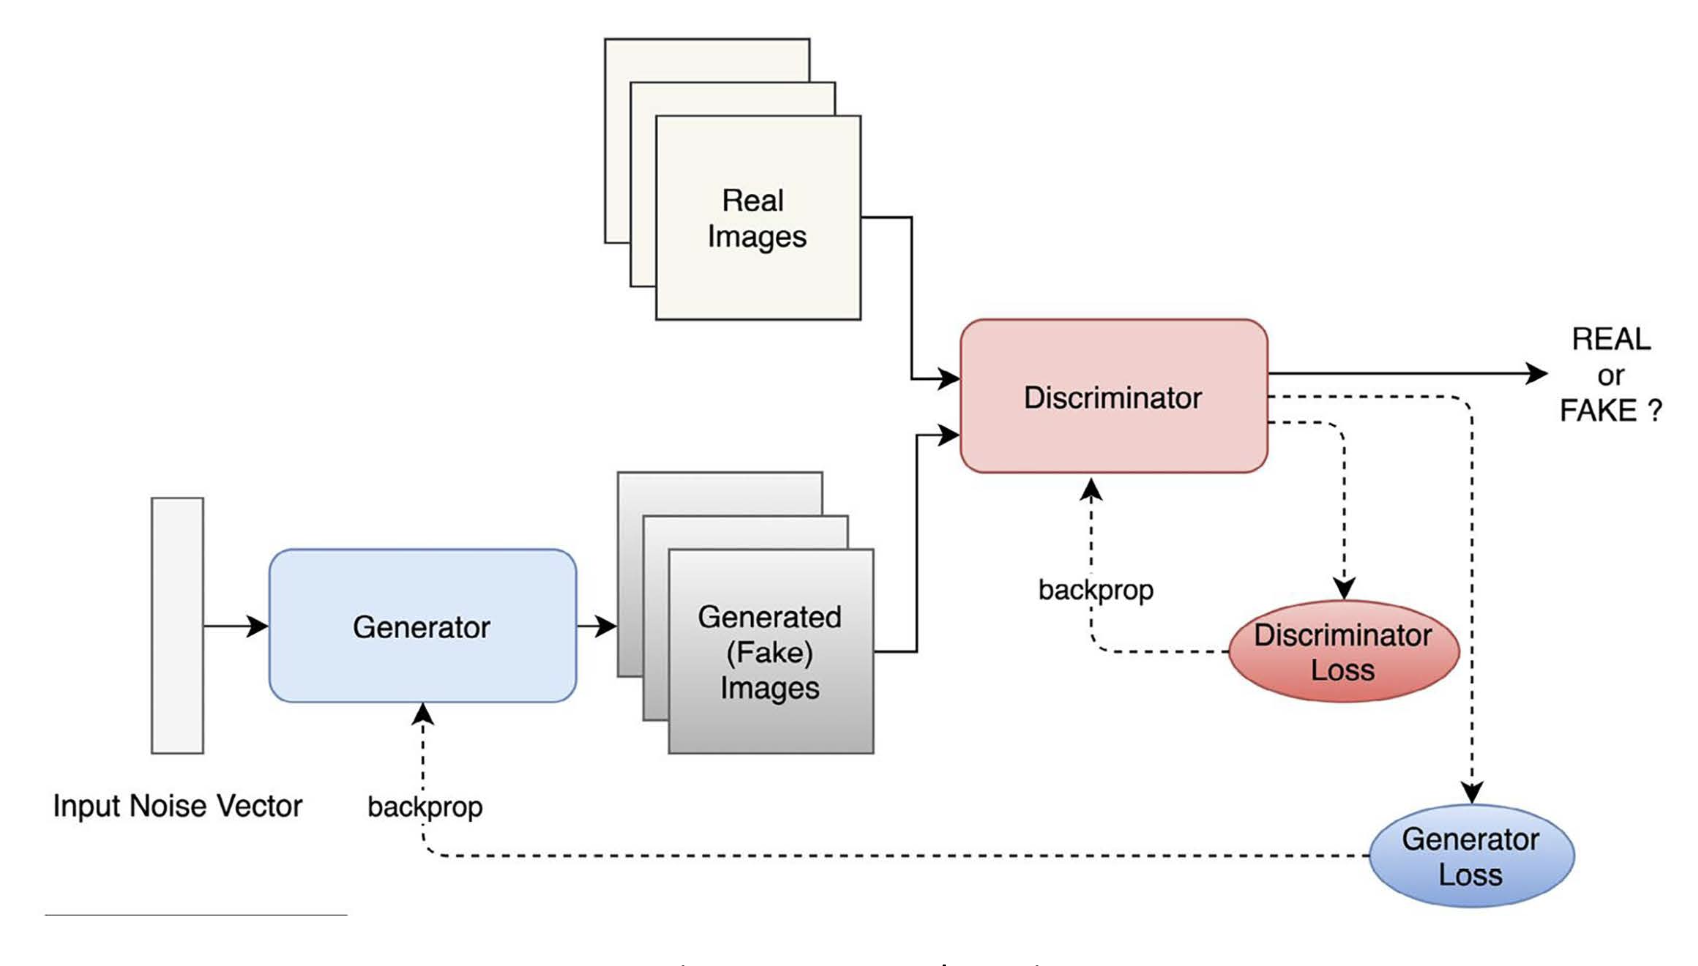 Real
Images
REAL
or
FAKE ?
Discriminator
Generator
Generated
(Fake)
Images
backprop
Discriminator
Loss
Input Noise Vector
backprop
Generator
Loss